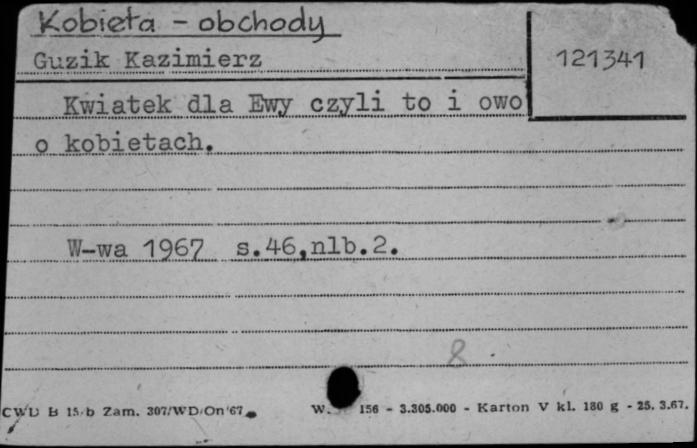 Kobieta - obchody
Guzik Kazimierz
121341
Kwiatek dla Ewy czyli to i owo
o kobietach.
W-wa 1967 s.46,nlb.2.
8
CWD B 15/b Zam. 307/WD/On/67 W. 156 - 3.305.000 - Karton V kl. 180 g - 25. 3.67.